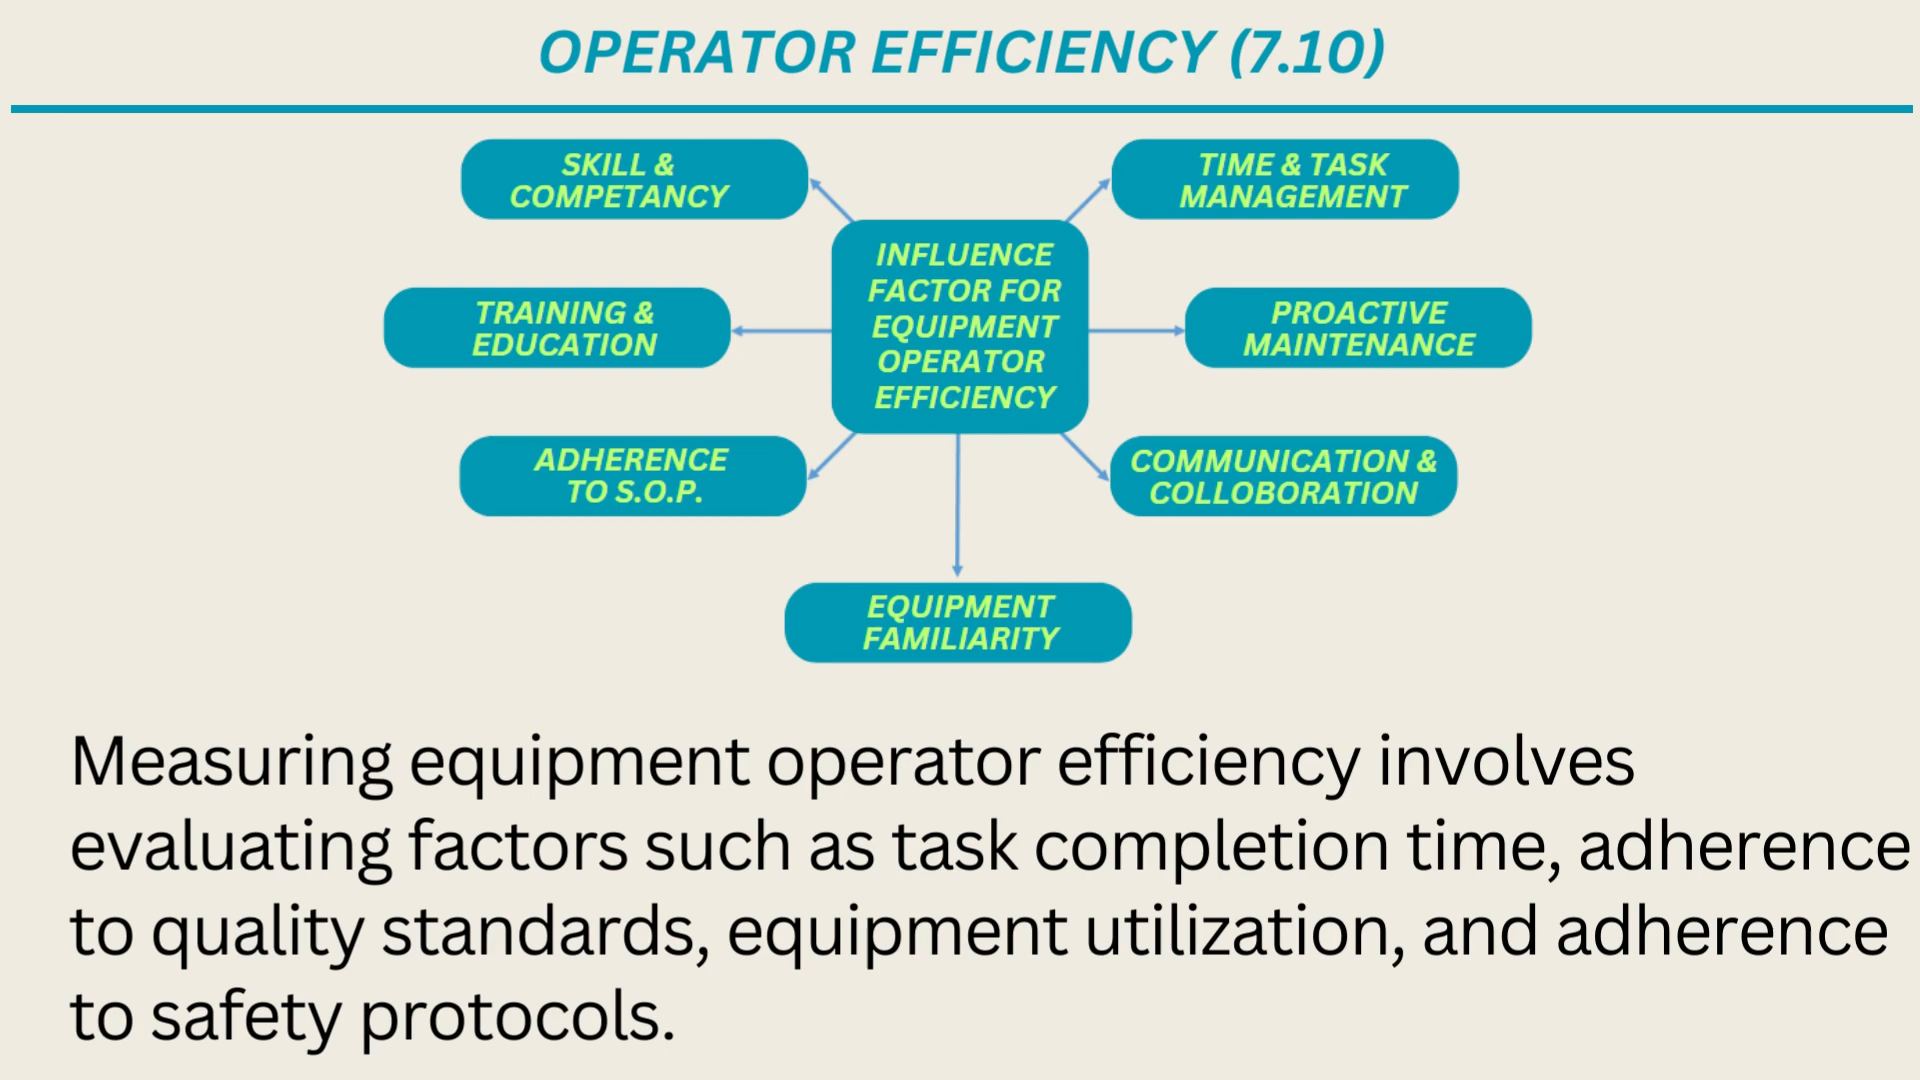 OPERATOR EFFICIENCY (7.10)
SKILL &
COMPETANCY
TIME & TASK
MANAGEMENT
INFLUENCE
FACTOR FOR
EQUIPMENT
OPERATOR
EFFICIENCY
TRAINING &
EDUCATION
PROACTIVE
MAINTENANCE
ADHERENCE
TO S.O.P.
COMMUNICATION &
COLLOBORATION
EQUIPMENT
FAMILIARITY
Measuring equipment operator efficiency involves
evaluating factors such as task completion time, adherence
to quality standards, equipment utilization, and adherence
to safety protocols.